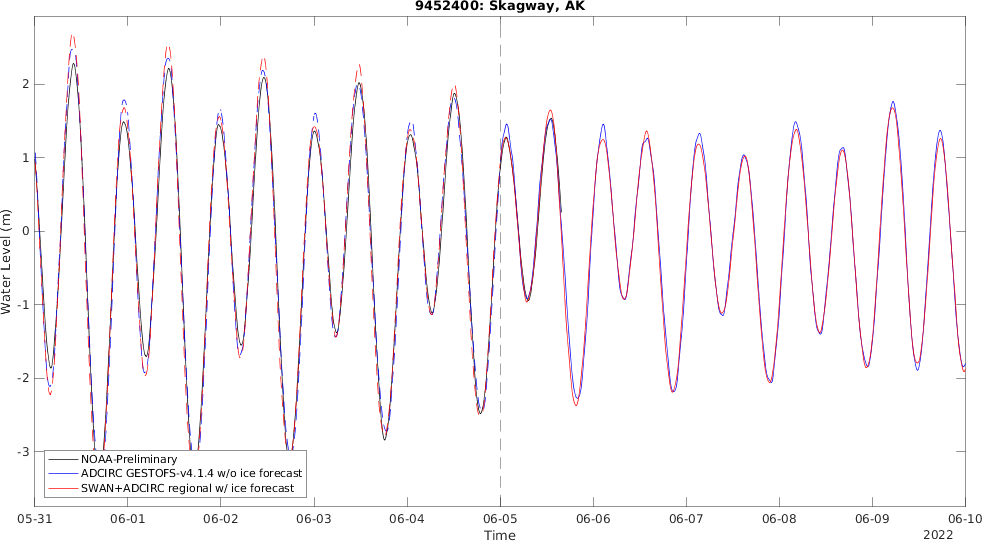 9452400: Skagway, AK
Water Level (m)
2
1
0
-1
-2
-3
NOAA-Preliminary
ADCIRC GESTOFS-v4.1.4 w/o ice forecast
SWAN+ADCIRC regional w/ ice forecast
05-31 06-01 06-02 06-03 06-04 06-05 06-06 06-07 06-08 06-09 06-10
Time
2022